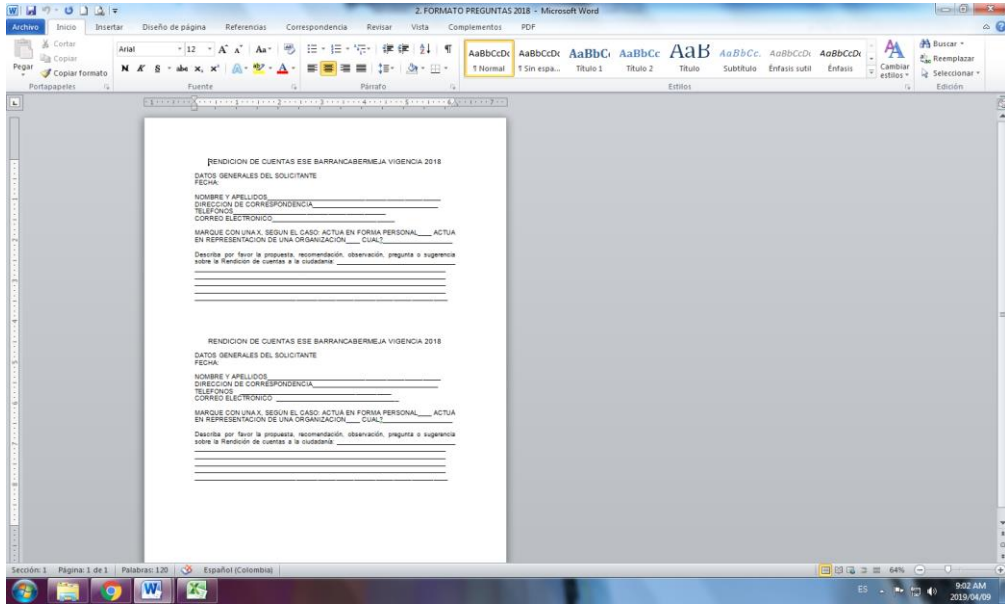 2. FORMATO PREGUNTAS 2018 - Microsoft Word
Archivo Inicio Insertar Diseño de página Referencias Correspondencia Revisar Vista Complementos PDF
Pegar
Cortar
Copiar
Copiar formato
Portapapeles
Arial 12
N K S abc x, x'
Fuente
Párrafo
AaBbCcDc AaBbCcDc AaBbC AaBbCc AaB AaBbCc. AaBbCcDc AaBbCcDc
¶ Normal ¶ Sin espa... Título 1 Título 2 Título Subtítulo Énfasis sutil Énfasis
Cambiar estilos
Estilos
Buscar
Reemplazar
Seleccionar
Edición
RENDICION DE CUENTAS ESE BARRANCABERMEJA VIGENCIA 2018
DATOS GENERALES DEL SOLICITANTE
FECHA:
NOMBRE Y APELLIDOS
DIRECCION DE CORRESPONDENCIA
TELEFONOS
CORREO ELECTRONICO
MARQUE CON UNA X, SEGÚN EL CASO: ACTUA EN FORMA PERSONAL____ ACTUA
EN REPRESENTACION DE UNA ORGANIZACION____ CUAL?
Describa por favor la propuesta, recomendación, observación, pregunta o sugerencia
sobre la Rendición de cuentas a la ciudadanía:
RENDICION DE CUENTAS ESE BARRANCABERMEJA VIGENCIA 2018
DATOS GENERALES DEL SOLICITANTE
FECHA:
NOMBRE Y APELLIDOS
DIRECCION DE CORRESPONDENCIA
TELEFONOS
CORREO ELECTRONICO
MARQUE CON UNA X, SEGÚN EL CASO: ACTUA EN FORMA PERSONAL____ ACTUA
EN REPRESENTACION DE UNA ORGANIZACION____ CUAL?
Describa por favor la propuesta, recomendación, observación, pregunta o sugerencia
sobre la Rendición de cuentas a la ciudadanía:
Sección: 1 Página: 1 de 1 Palabras: 120 Español (Colombia) 64%
ES 9:02 AM
2019/04/09